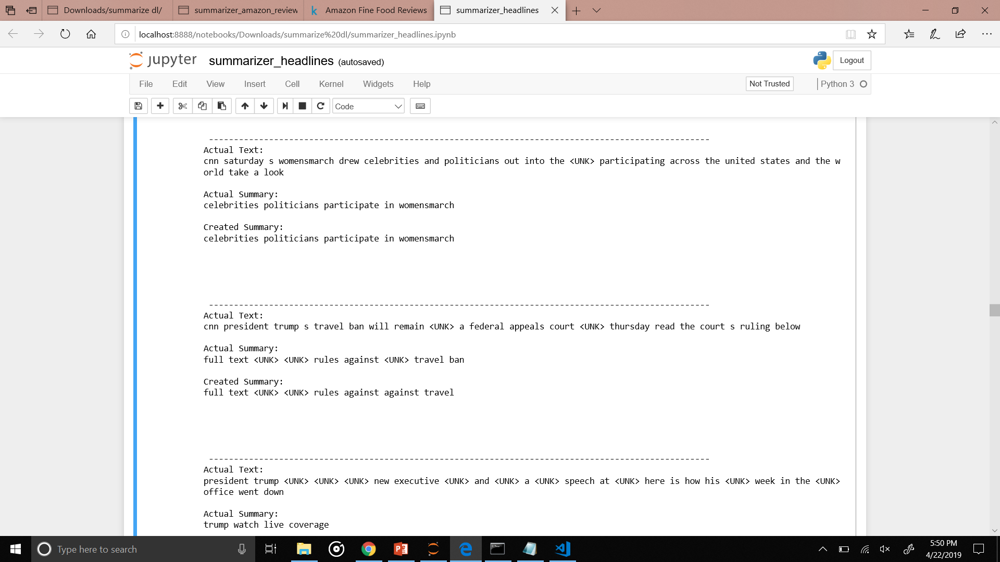 Downloads/summarize dl/
summarizer_amazon_review
Amazon Fine Food Reviews
summarizer_headlines
localhost:8888/notebooks/Downloads/summarize%20dl/summarizer_headlines.ipynb
jupyter summarizer_headlines (autosaved)
Logout
File Edit View Insert Cell Kernel Widgets Help
Not Trusted
Python 3
Code
----------------------------------------------------------------------------------------------------
Actual Text:
cnn saturday s womensmarch drew celebrities and politicians out into the <UNK> participating across the united states and the w
orld take a look
Actual Summary:
celebrities politicians participate in womensmarch
Created Summary:
celebrities politicians participate in womensmarch
----------------------------------------------------------------------------------------------------
Actual Text:
cnn president trump s travel ban will remain <UNK> a federal appeals court <UNK> thursday read the court s ruling below
Actual Summary:
full text <UNK> <UNK> rules against <UNK> travel ban
Created Summary:
full text <UNK> <UNK> rules against against travel
----------------------------------------------------------------------------------------------------
Actual Text:
president trump <UNK> <UNK> <UNK> new executive <UNK> and <UNK> a <UNK> speech at <UNK> here is how his <UNK> week in the <UNK>
office went down
Actual Summary:
trump watch live coverage
Type here to search
5:50 PM
4/22/2019